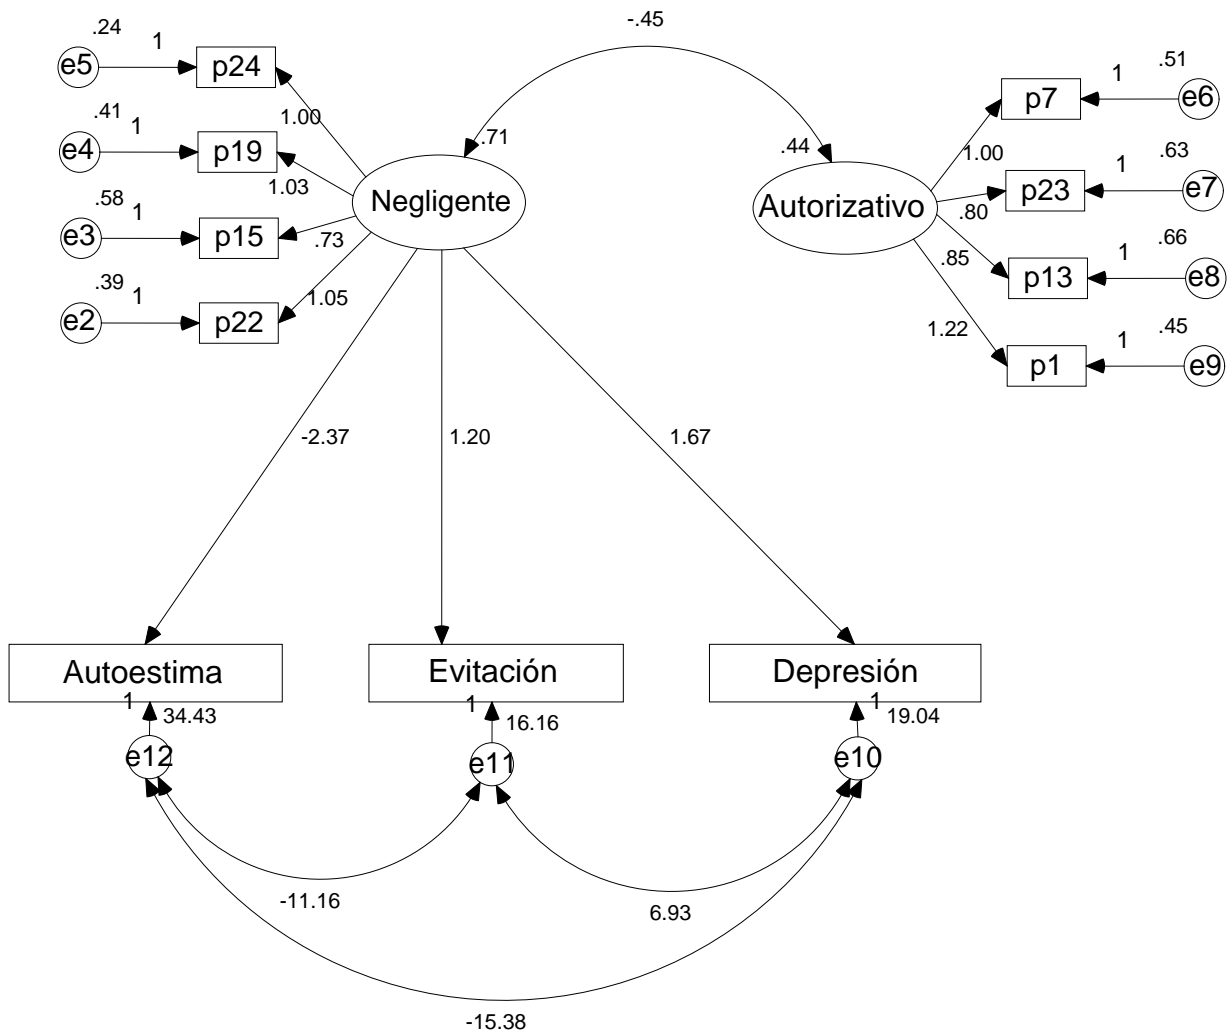 -.45
.24
1
e5
p24
.51
1
p7
e6
1.00
.41
1
e4
p19
.71
.44
1.00
1.03
.63
1
Negligente
Autorizativo
.80
p23
e7
.58
1
e3
p15
.73
.85
.66
1
p13
e8
.39
1
e2
p22
1.05
1.22
.45
1
p1
e9
-2.37
1.20
1.67
Autoestima
Evitación
Depresión
1
34.43
1
16.16
1
19.04
e12
e11
e10
-11.16
6.93
-15.38